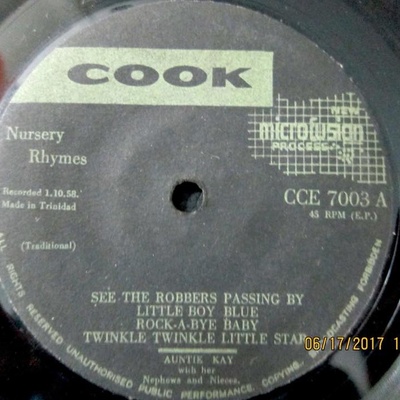 COOK
Nursery
Rhymes
NEW
microfusion
PROCESS
Recorded 1.10.58.
Made in Trinidad
CCE 7003 A
45 RPM (E.P.)
(Traditional)
SEE THE ROBBERS PASSING BY
LITTLE BOY BLUE
ROCK-A-BYE BABY
TWINKLE TWINKLE LITTLE STAR
AUNTIE KAY
with her
Nephews and Nieces.
ALL RIGHTS RESERVED UNAUTHORISED PUBLIC PERFORMANCE, COPYING, BROADCASTING FORBIDDEN
06/17/2017 1